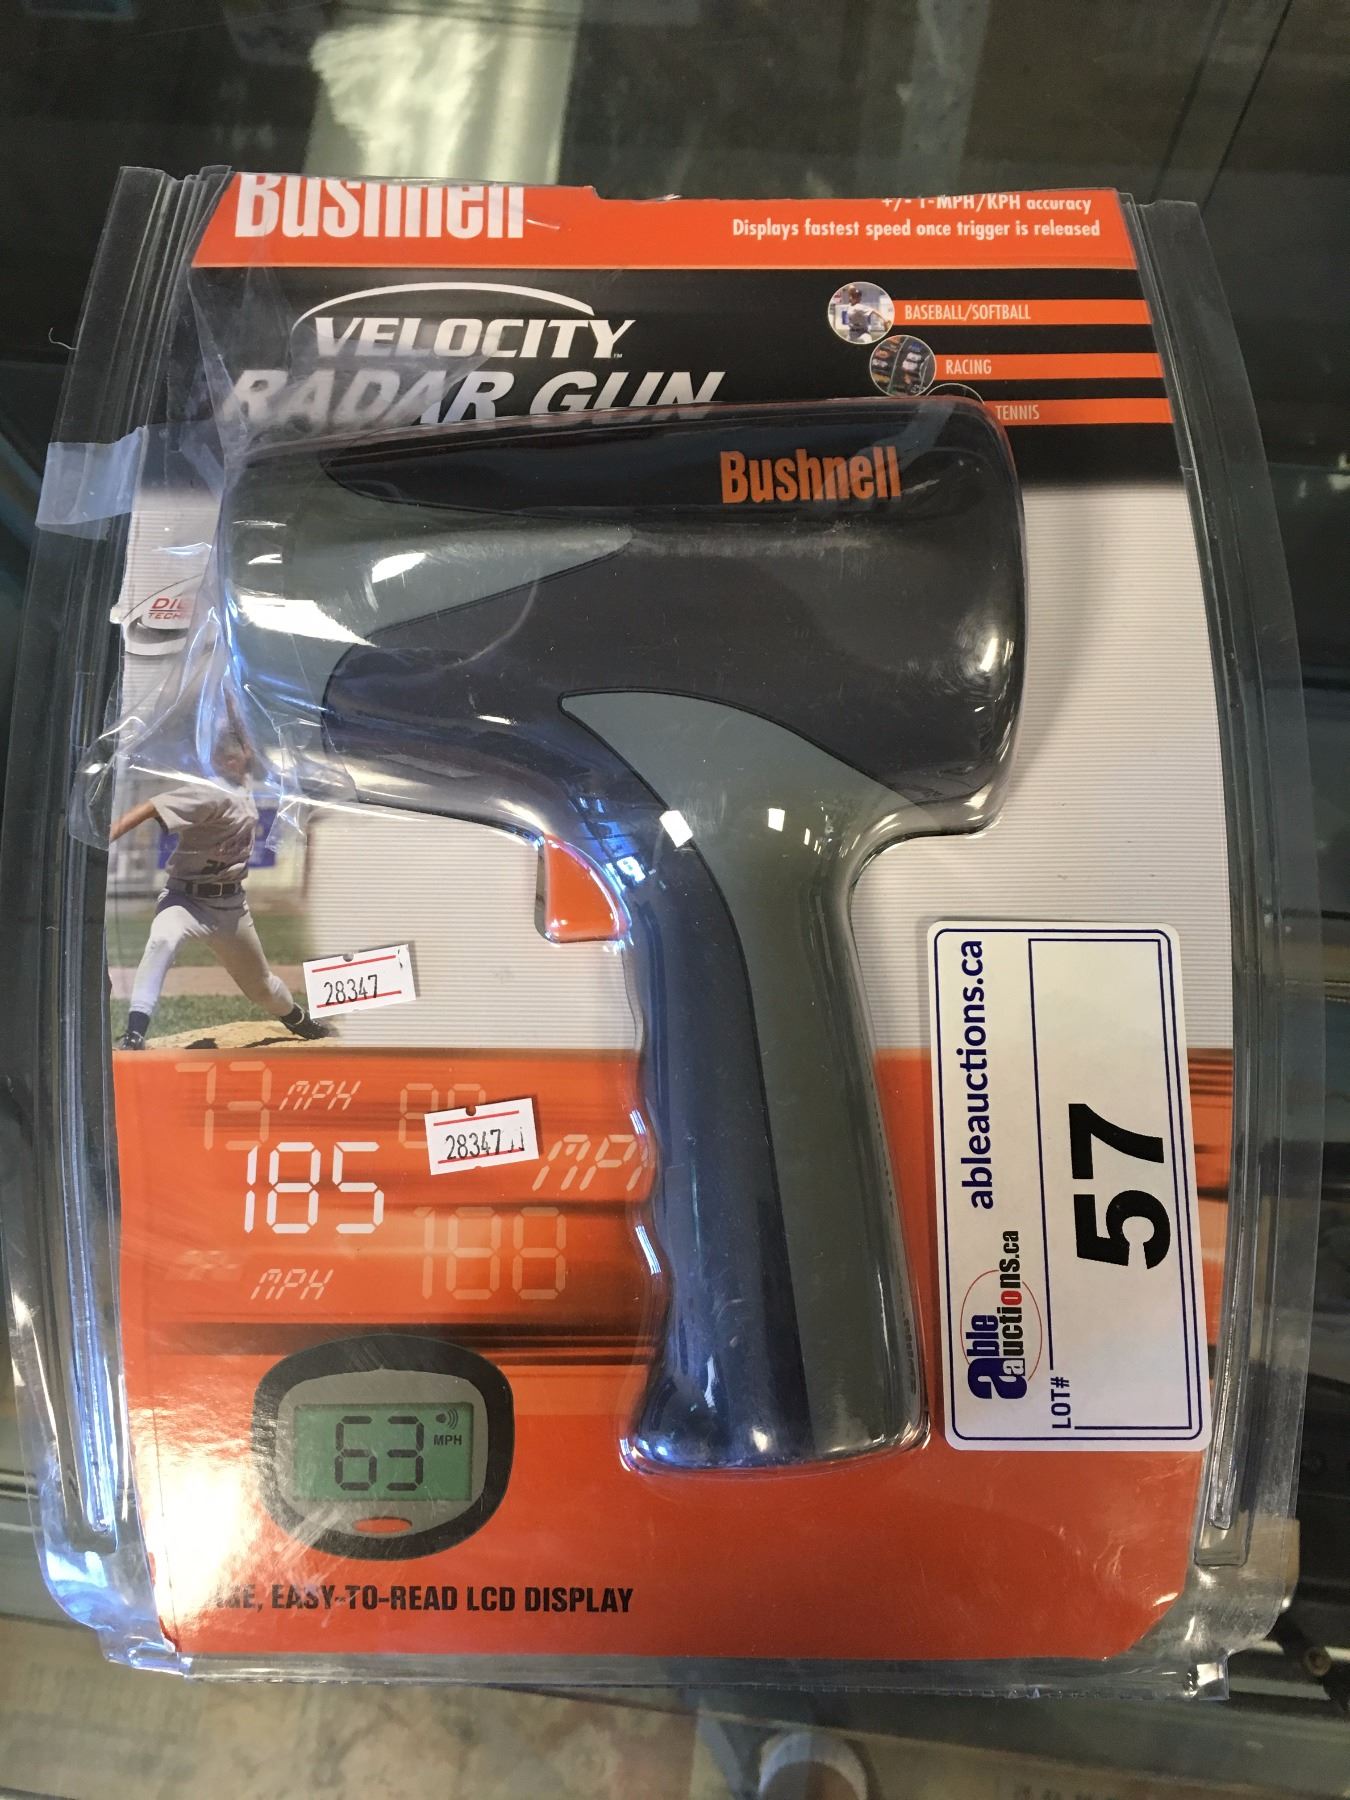 Bushnell
+/- 1-MPH/KPH accuracy
Displays fastest speed once trigger is released
VELOCITY™
RADAR GUN
BASEBALL/SOFTBALL
RACING
TENNIS
Bushnell
28347
28347
73 MPH 80
185 MPH
188
MPH
63 MPH
EASY-TO-READ LCD DISPLAY
ableauctions.ca
able auctions.ca
LOT#
57